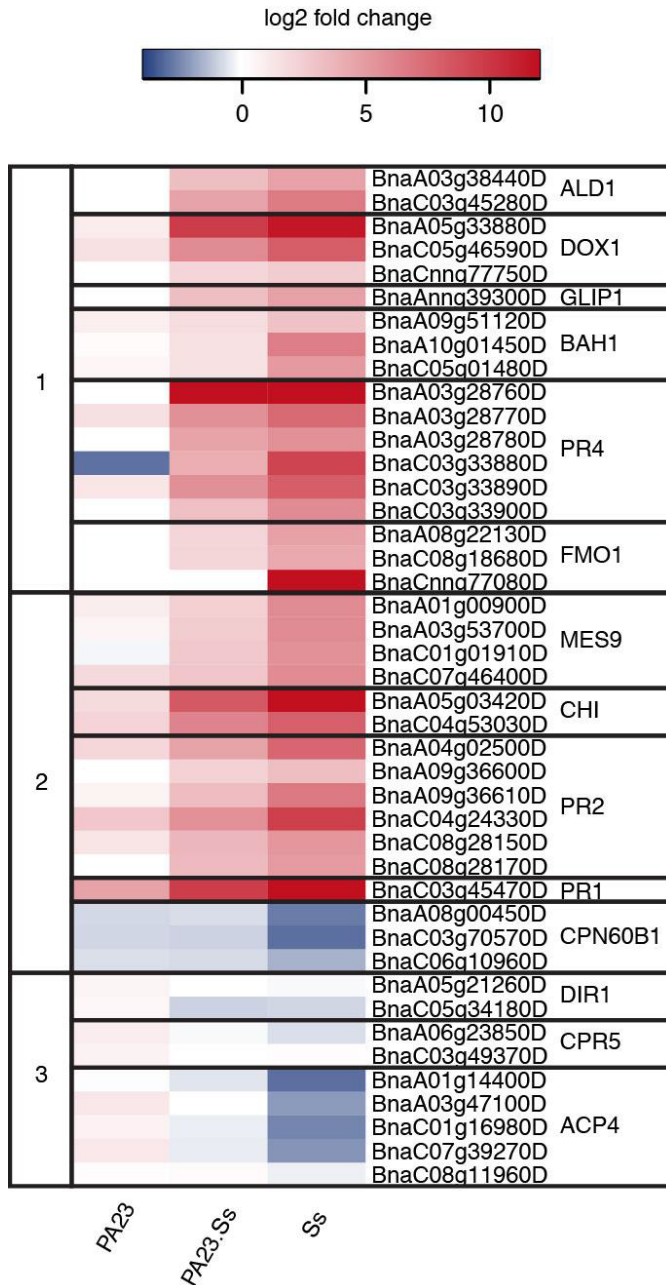 log2 fold change
0 5 10
1
BnaA03g38440D
BnaC03g45280D
ALD1
BnaA05g33880D
BnaC05g46590D
BnaCnng77750D
DOX1
BnaAnng39300D
GLIP1
BnaA09g51120D
BnaA10g01450D
BnaC05g01480D
BAH1
BnaA03g28760D
BnaA03g28770D
BnaA03g28780D
BnaC03g33880D
BnaC03g33890D
BnaC03g33900D
PR4
BnaA08g22130D
BnaC08g18680D
BnaCnng77080D
FMO1
2
BnaA01g00900D
BnaA03g53700D
BnaC01g01910D
BnaC07g46400D
MES9
BnaA05g03420D
BnaC04g53030D
CHI
BnaA04g02500D
BnaA09g36600D
BnaA09g36610D
BnaC04g24330D
BnaC08g28150D
BnaC08g28170D
PR2
BnaC03g45470D
PR1
BnaA08g00450D
BnaC03g70570D
BnaC06g10960D
CPN60B1
3
BnaA05g21260D
BnaC05g34180D
DIR1
BnaA06g23850D
BnaC03g49370D
CPR5
BnaA01g14400D
BnaA03g47100D
BnaC01g16980D
BnaC07g39270D
BnaC08g11960D
ACP4
PA23
PA23.Ss
Ss